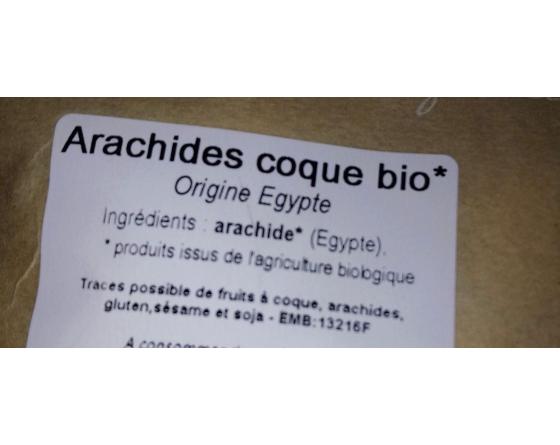 Arachides coque bio*
Origine Egypte
Ingrédients : arachide* (Egypte).
* produits issus de l'agriculture biologique
Traces possible de fruits à coque, arachides,
gluten,sésame et soja - EMB:13216F
A consommer